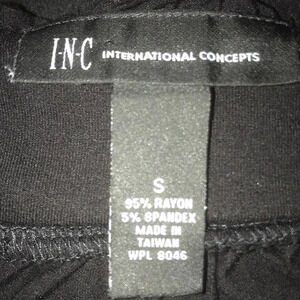 I·N·C INTERNATIONAL CONCEPTS
S
95% RAYON
5% SPANDEX
MADE IN
TAIWAN
WPL 8046